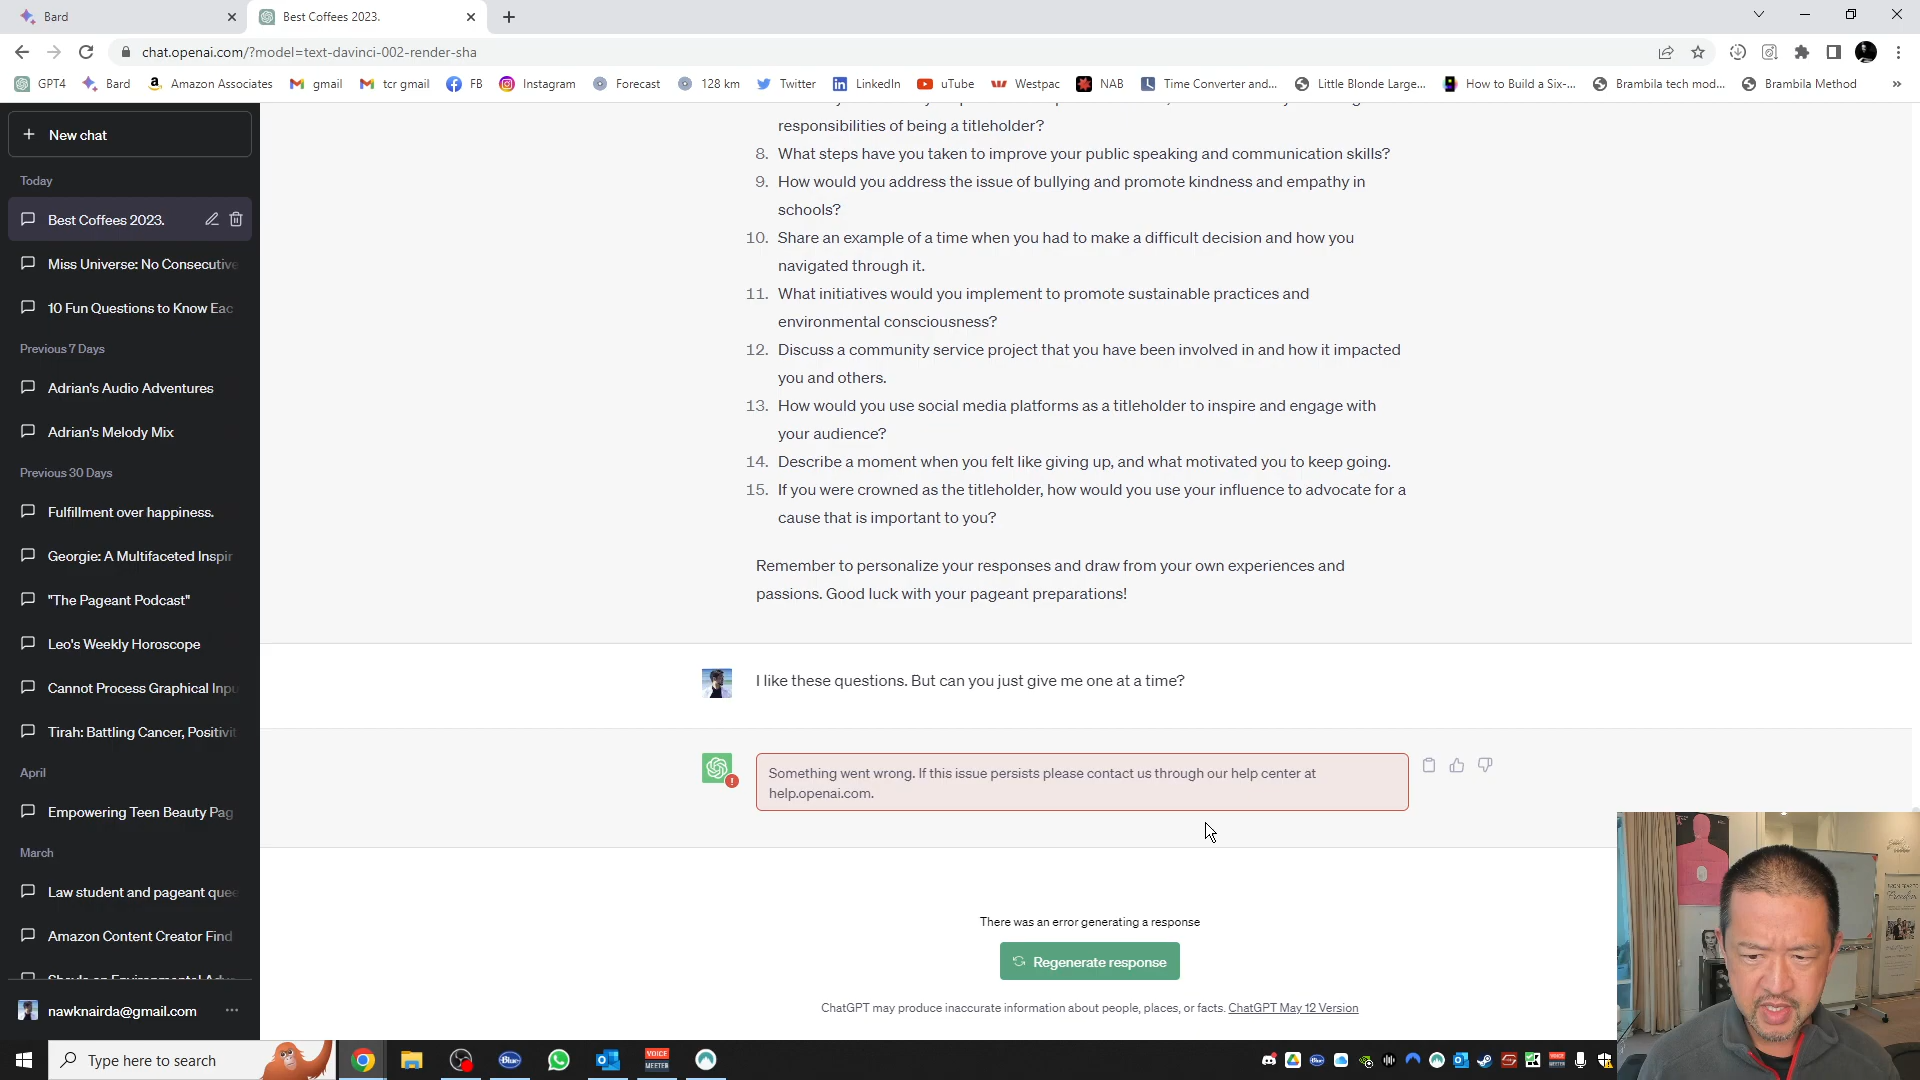 Bard
Best Coffees 2023.
chat.openai.com/?model=text-davinci-002-render-sha
GPT4
Bard
Amazon Associates
gmail
tcr gmail
FB
Instagram
Forecast
128 km
Twitter
LinkedIn
uTube
Westpac
NAB
Time Converter and...
Little Blonde Large...
How to Build a Six-...
Brambila tech mod...
Brambila Method
New chat
Today
Best Coffees 2023.
Miss Universe: No Consecutive
10 Fun Questions to Know Eac
Previous 7 Days
Adrian's Audio Adventures
Adrian's Melody Mix
Previous 30 Days
Fulfillment over happiness.
Georgie: A Multifaceted Inspir
"The Pageant Podcast"
Leo's Weekly Horoscope
Cannot Process Graphical Inpu
Tirah: Battling Cancer, Positivit
April
Empowering Teen Beauty Pag
March
Law student and pageant quee
Amazon Content Creator Find
nawknairda@gmail.com
responsibilities of being a titleholder?
8. What steps have you taken to improve your public speaking and communication skills?
9. How would you address the issue of bullying and promote kindness and empathy in
schools?
10. Share an example of a time when you had to make a difficult decision and how you
navigated through it.
11. What initiatives would you implement to promote sustainable practices and
environmental consciousness?
12. Discuss a community service project that you have been involved in and how it impacted
you and others.
13. How would you use social media platforms as a titleholder to inspire and engage with
your audience?
14. Describe a moment when you felt like giving up, and what motivated you to keep going.
15. If you were crowned as the titleholder, how would you use your influence to advocate for a
cause that is important to you?
Remember to personalize your responses and draw from your own experiences and
passions. Good luck with your pageant preparations!
I like these questions. But can you just give me one at a time?
Something went wrong. If this issue persists please contact us through our help center at
help.openai.com.
There was an error generating a response
Regenerate response
ChatGPT may produce inaccurate information about people, places, or facts. ChatGPT May 12 Version
Type here to search
Blue
VOICE
MEETER